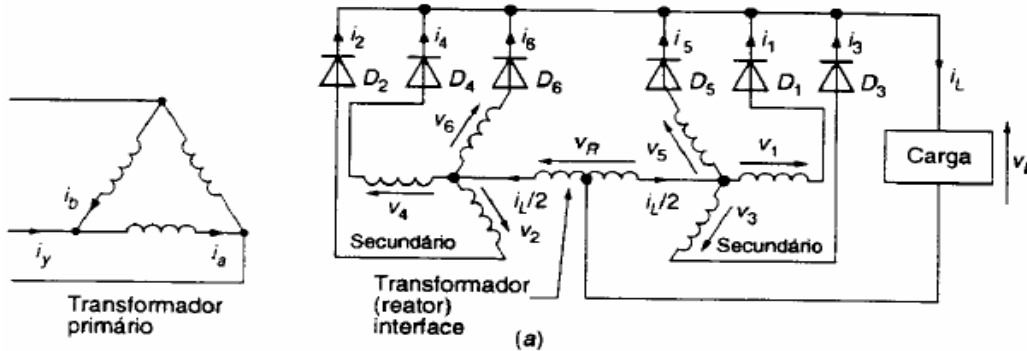 i2 i4 i6 i5 i1 i3
D2 D4 D6 D5 D1 D3
iL
v6 vR v5 v1
Carga
ib
v4 iL/2 iL/2
v2 v3
iy ia
Secundário Secundário
Transformador
primário
Transformador
(reator)
interface
(a)